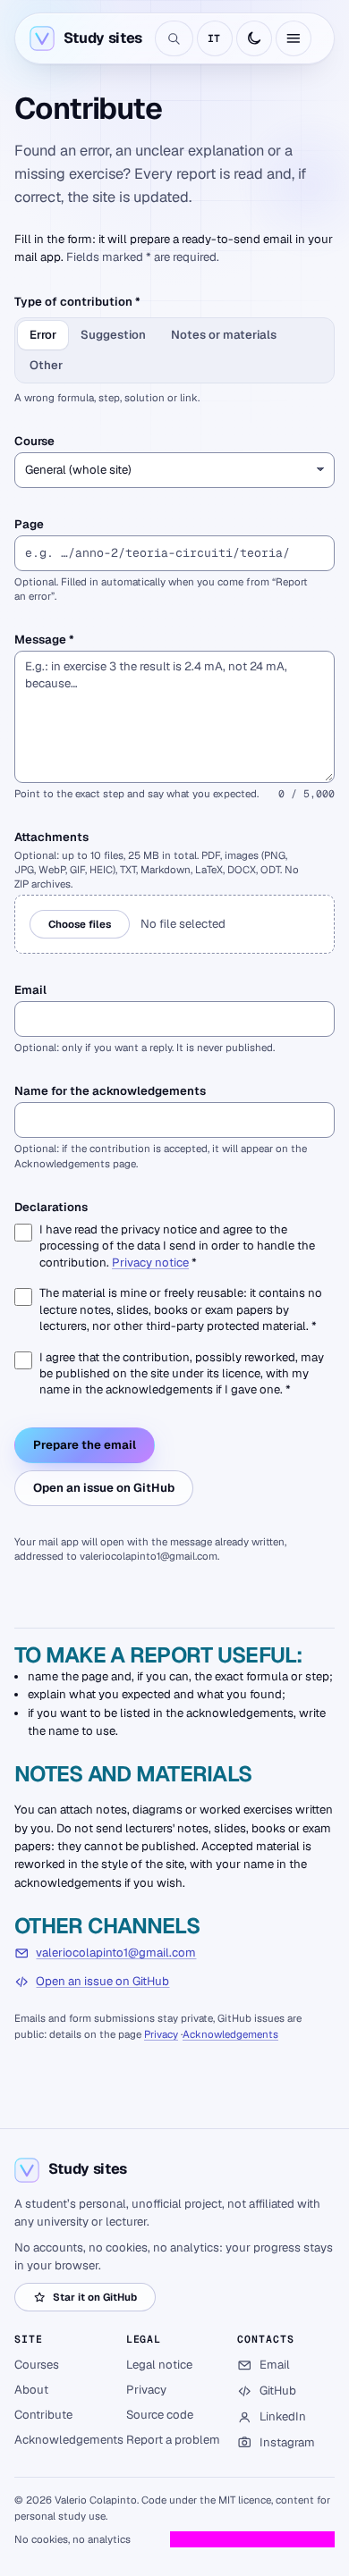 Study sites
IT
Contribute
Found an error, an unclear explanation or a
missing exercise? Every report is read and, if
correct, the site is updated.
Fill in the form: it will prepare a ready-to-send email in your
mail app. Fields marked * are required.
Type of contribution *
Error
Suggestion
Notes or materials
Other
A wrong formula, step, solution or link.
Course
General (whole site)
Page
e.g. …/anno-2/teoria-circuiti/teoria/
Optional. Filled in automatically when you come from “Report
an error”.
Message *
E.g.: in exercise 3 the result is 2.4 mA, not 24 mA,
because…
Point to the exact step and say what you expected.
0 / 5,000
Attachments
Optional: up to 10 files, 25 MB in total. PDF, images (PNG,
JPG, WebP, GIF, HEIC), TXT, Markdown, LaTeX, DOCX, ODT. No
ZIP archives.
Choose files
No file selected
Email
Optional: only if you want a reply. It is never published.
Name for the acknowledgements
Optional: if the contribution is accepted, it will appear on the
Acknowledgements page.
Declarations
I have read the privacy notice and agree to the
processing of the data I send in order to handle the
contribution. Privacy notice *
The material is mine or freely reusable: it contains no
lecture notes, slides, books or exam papers by
lecturers, nor other third-party protected material. *
I agree that the contribution, possibly reworked, may
be published on the site under its licence, with my
name in the acknowledgements if I gave one. *
Prepare the email
Open an issue on GitHub
Your mail app will open with the message already written,
addressed to valeriocolapinto1@gmail.com.
TO MAKE A REPORT USEFUL:
• name the page and, if you can, the exact formula or step;
• explain what you expected and what you found;
• if you want to be listed in the acknowledgements, write
the name to use.
NOTES AND MATERIALS
You can attach notes, diagrams or worked exercises written
by you. Do not send lecturers' notes, slides, books or exam
papers: they cannot be published. Accepted material is
reworked in the style of the site, with your name in the
acknowledgements if you wish.
OTHER CHANNELS
valeriocolapinto1@gmail.com
Open an issue on GitHub
Emails and form submissions stay private, GitHub issues are
public: details on the page Privacy · Acknowledgements
Study sites
A student's personal, unofficial project, not affiliated with
any university or lecturer.
No accounts, no cookies, no analytics: your progress stays
in your browser.
Star it on GitHub
SITE
Courses
About
Contribute
Acknowledgements
LEGAL
Legal notice
Privacy
Source code
Report a problem
CONTACTS
Email
GitHub
LinkedIn
Instagram
© 2026 Valerio Colapinto. Code under the MIT licence, content for
personal study use.
No cookies, no analytics